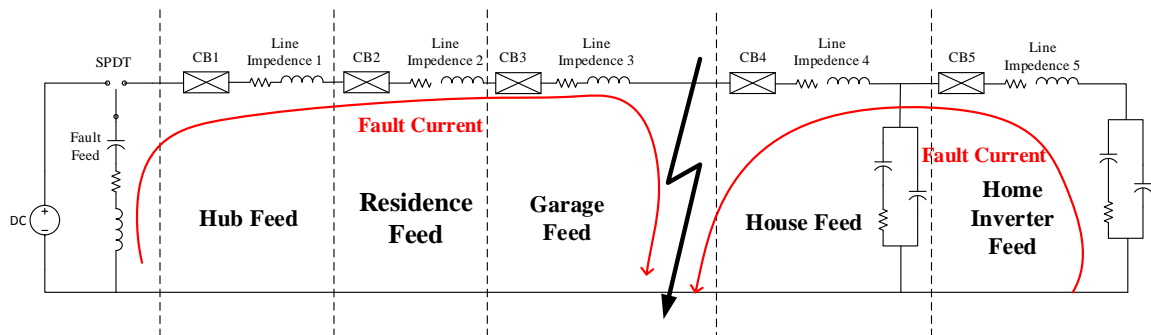 SPDT
CB1
Line
Impedence 1
CB2
Line
Impedence 2
CB3
Line
Impedence 3
CB4
Line
Impedence 4
CB5
Line
Impedence 5
Fault
Feed
Fault Current
Fault Current
DC
+
−
Hub Feed
Residence
Feed
Garage
Feed
House Feed
Home
Inverter
Feed